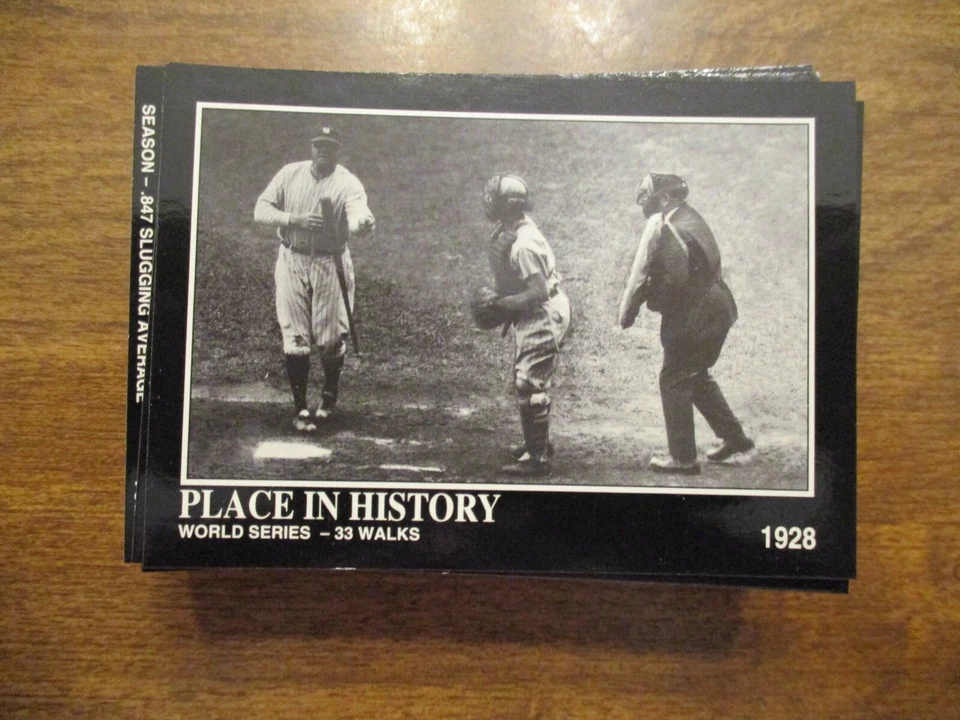 SEASON – .847 SLUGGING AVERAGE
PLACE IN HISTORY
WORLD SERIES – 33 WALKS
1928